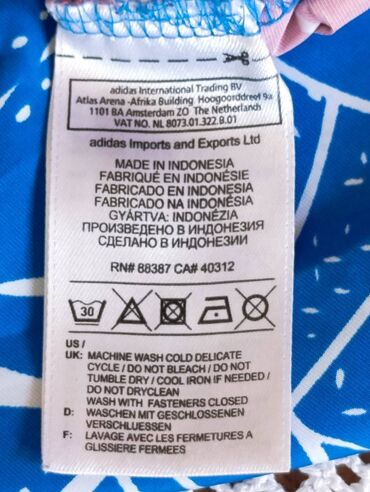 adidas International Trading BV
Atlas Arena -Afrika Building Hoogoorddreef 9a
1101 BA Amsterdam ZO The Netherlands
VAT NO. NL 8073.01.322.B.01
adidas Imports and Exports Ltd
MADE IN INDONESIA
FABRIQUÉ EN INDONÉSIE
FABRICADO EN INDONESIA
FABRICADO NA INDONÉSIA
GYÁRTVA: INDONÉZIA
ПРОИЗВЕДЕНО В ИНДОНЕЗИИ
СДЕЛАНО В ИНДОНЕЗИИ
RN# 88387 CA# 40312
30
US /
UK: MACHINE WASH COLD DELICATE
CYCLE / DO NOT BLEACH / DO NOT
TUMBLE DRY / COOL IRON IF NEEDED /
DO NOT DRYCLEAN
WASH WITH FASTENERS CLOSED
D: WASCHEN MIT GESCHLOSSENEN
VERSCHLUESSEN
F: LAVAGE AVEC LES FERMETURES A
GLISSIERE FERMEES